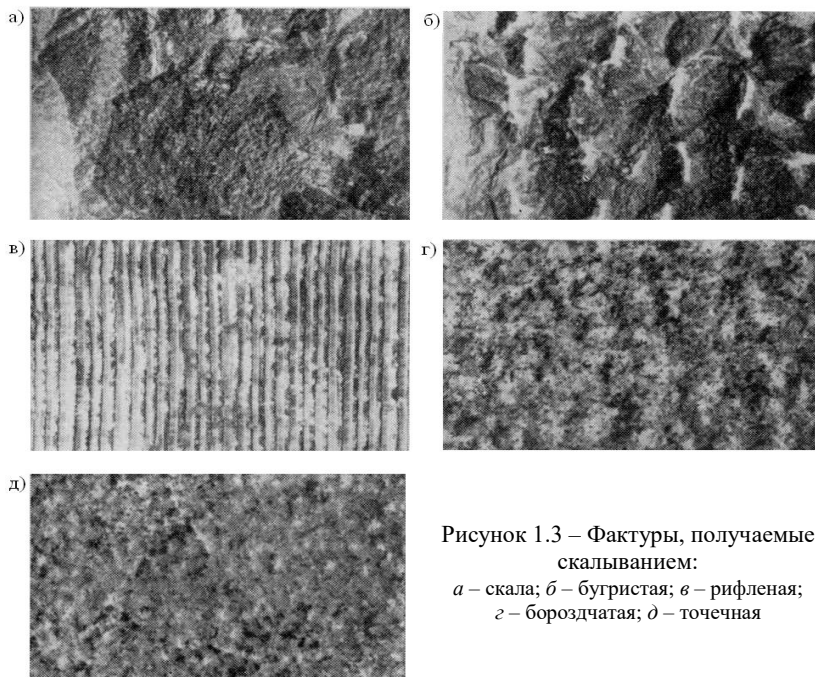 а)
б)
в)
г)
д)
Рисунок 1.3 – Фактуры, получаемые
скалыванием:
а – скала; б – бугристая; в – рифленая;
г – бороздчатая; д – точечная